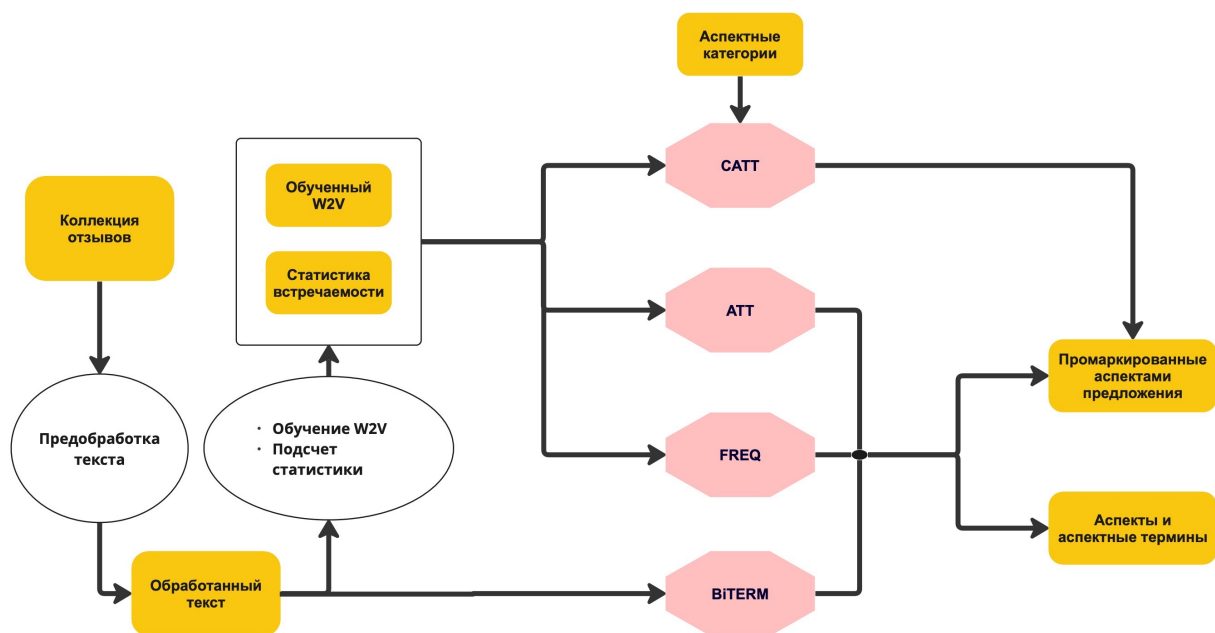 Аспектные
категории
CATT
Обученный
W2V
Коллекция
отзывов
Статистика
встречаемости
ATT
Промаркированные
аспектами
предложения
Предобработка
текста
· Обучение W2V
· Подсчет
статистики
FREQ
Аспекты и
аспектные термины
Обработанный
текст
BiTERM